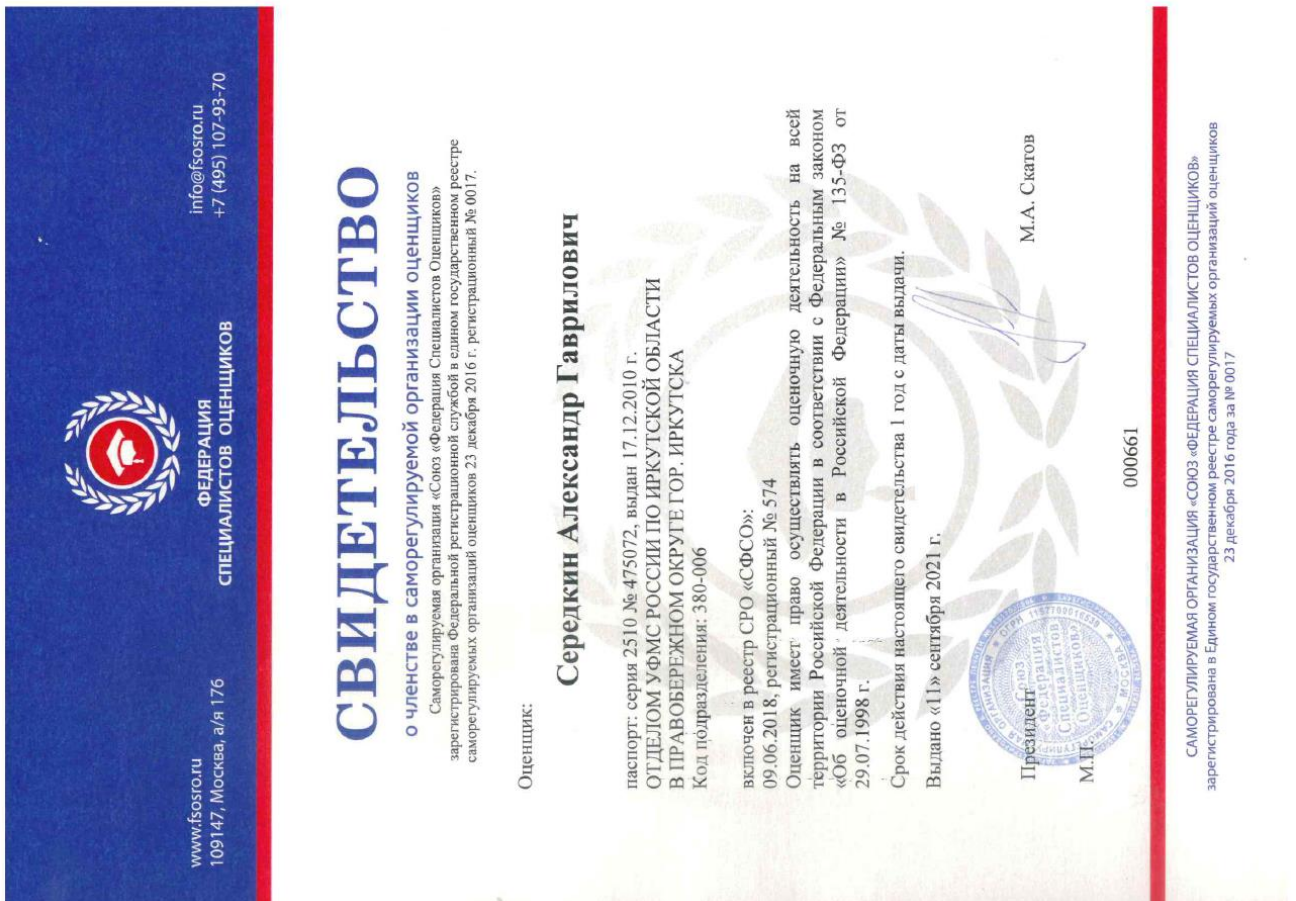 ФЕДЕРАЦИЯ
СПЕЦИАЛИСТОВ ОЦЕНЩИКОВ
www.fsosro.ru
109147, Москва, а/я 176
info@fsosro.ru
+7 (495) 107-93-70
СВИДЕТЕЛЬСТВО
о членстве в саморегулируемой организации оценщиков
Саморегулируемая организация «Союз «Федерация Специалистов Оценщиков»
зарегистрирована Федеральной регистрационной службой в едином государственном реестре
саморегулируемых организаций оценщиков 23 декабря 2016 г. регистрационный № 0017.
Оценщик:
Середкин Александр Гаврилович
паспорт: серия 2510 № 475072, выдан 17.12.2010 г.
ОТДЕЛОМ УФМС РОССИИ ПО ИРКУТСКОЙ ОБЛАСТИ
В ПРАВОБЕРЕЖНОМ ОКРУГЕ ГОР. ИРКУТСКА
Код подразделения: 380-006
включен в реестр СРО «СФСО»:
09.06.2018, регистрационный № 574
Оценщик имеет право осуществлять оценочную деятельность на всей
территории Российской Федерации в соответствии с Федеральным законом
«Об оценочной деятельности в Российской Федерации» № 135-ФЗ от
29.07.1998 г.
Срок действия настоящего свидетельства 1 год с даты выдачи.
Выдано «11» сентября 2021 г.
Президент
М.А. Скатов
М.П.
Союз
«Федерация
Специалистов
Оценщиков»
МОСКВА
000661
САМОРЕГУЛИРУЕМАЯ ОРГАНИЗАЦИЯ «СОЮЗ «ФЕДЕРАЦИЯ СПЕЦИАЛИСТОВ ОЦЕНЩИКОВ»
зарегистрирована в Едином государственном реестре саморегулируемых организаций оценщиков
23 декабря 2016 года за № 0017